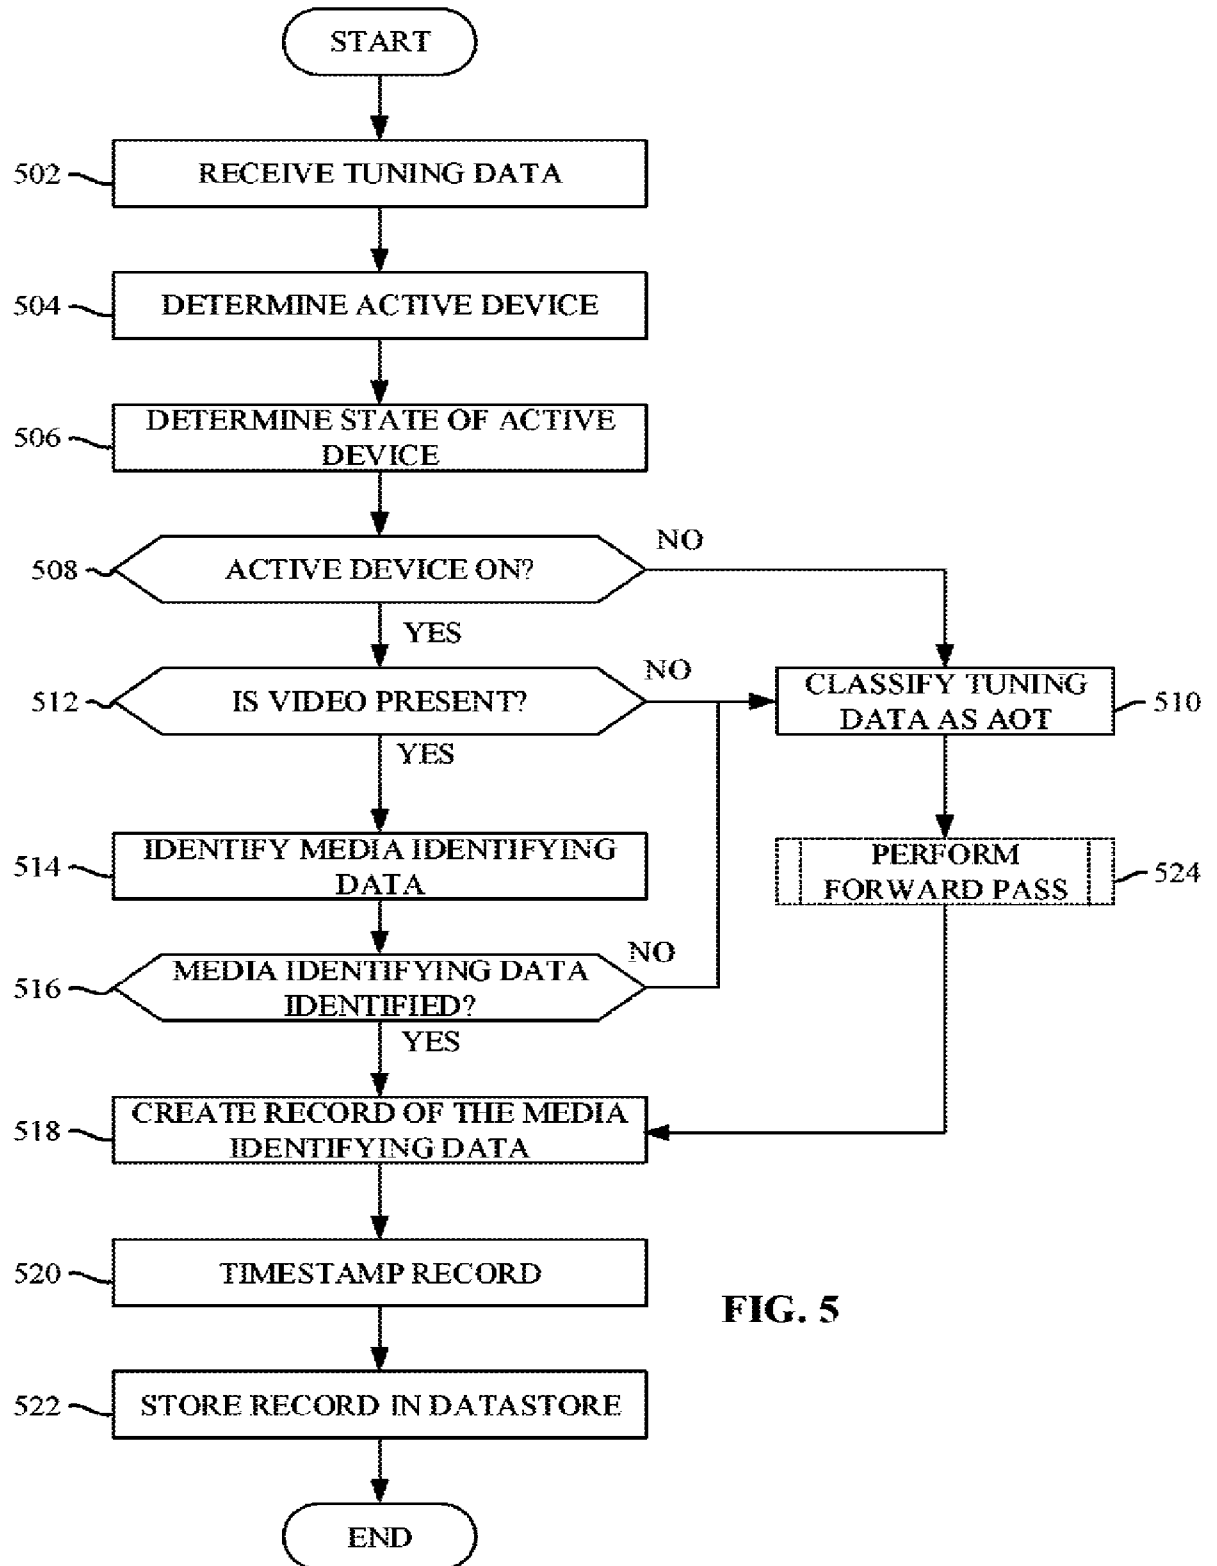 START
502
RECEIVE TUNING DATA
504
DETERMINE ACTIVE DEVICE
506
DETERMINE STATE OF ACTIVE
DEVICE
508
ACTIVE DEVICE ON?
NO
YES
512
IS VIDEO PRESENT?
NO
CLASSIFY TUNING
DATA AS AOT
510
YES
514
IDENTIFY MEDIA IDENTIFYING
DATA
PERFORM
FORWARD PASS
524
516
MEDIA IDENTIFYING DATA
IDENTIFIED?
NO
YES
518
CREATE RECORD OF THE MEDIA
IDENTIFYING DATA
520
TIMESTAMP RECORD
FIG. 5
522
STORE RECORD IN DATASTORE
END